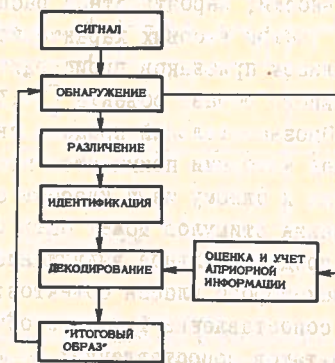 СИГНАЛ
ОБНАРУЖЕНИЕ
РАЗЛИЧЕНИЕ
ИДЕНТИФИКАЦИЯ
ДЕКОДИРОВАНИЕ
ОЦЕНКА И УЧЕТ
АПРИОРНОЙ
ИНФОРМАЦИИ
"ИТОГОВЫЙ
ОБРАЗ"